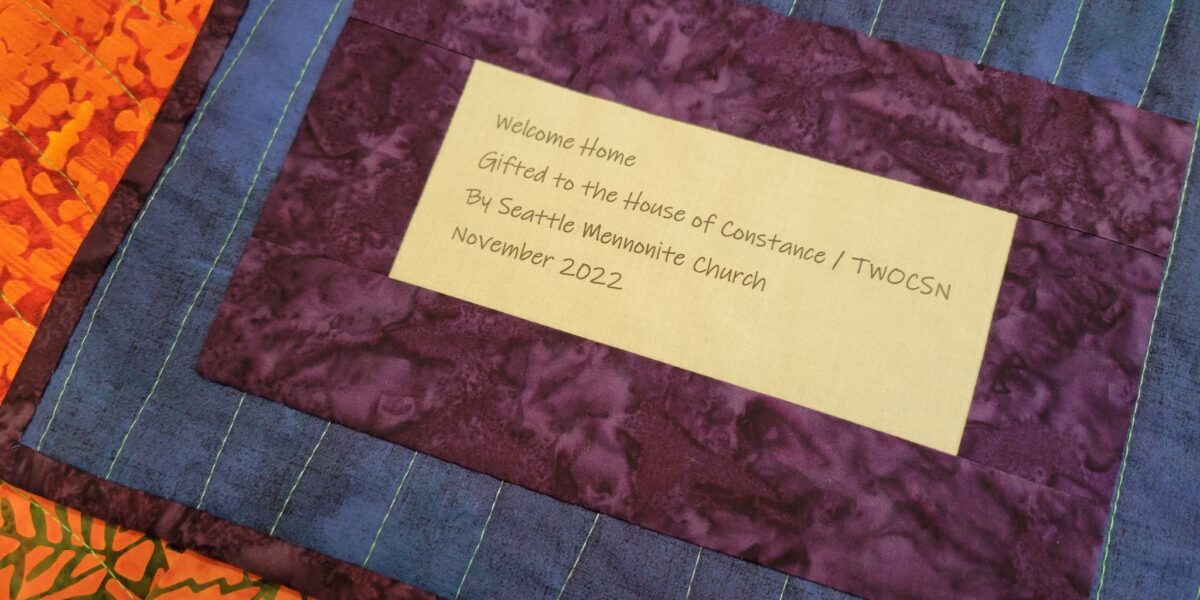 Welcome Home
Gifted to the House of Constance / TWOCSN
By Seattle Mennonite Church
November 2022